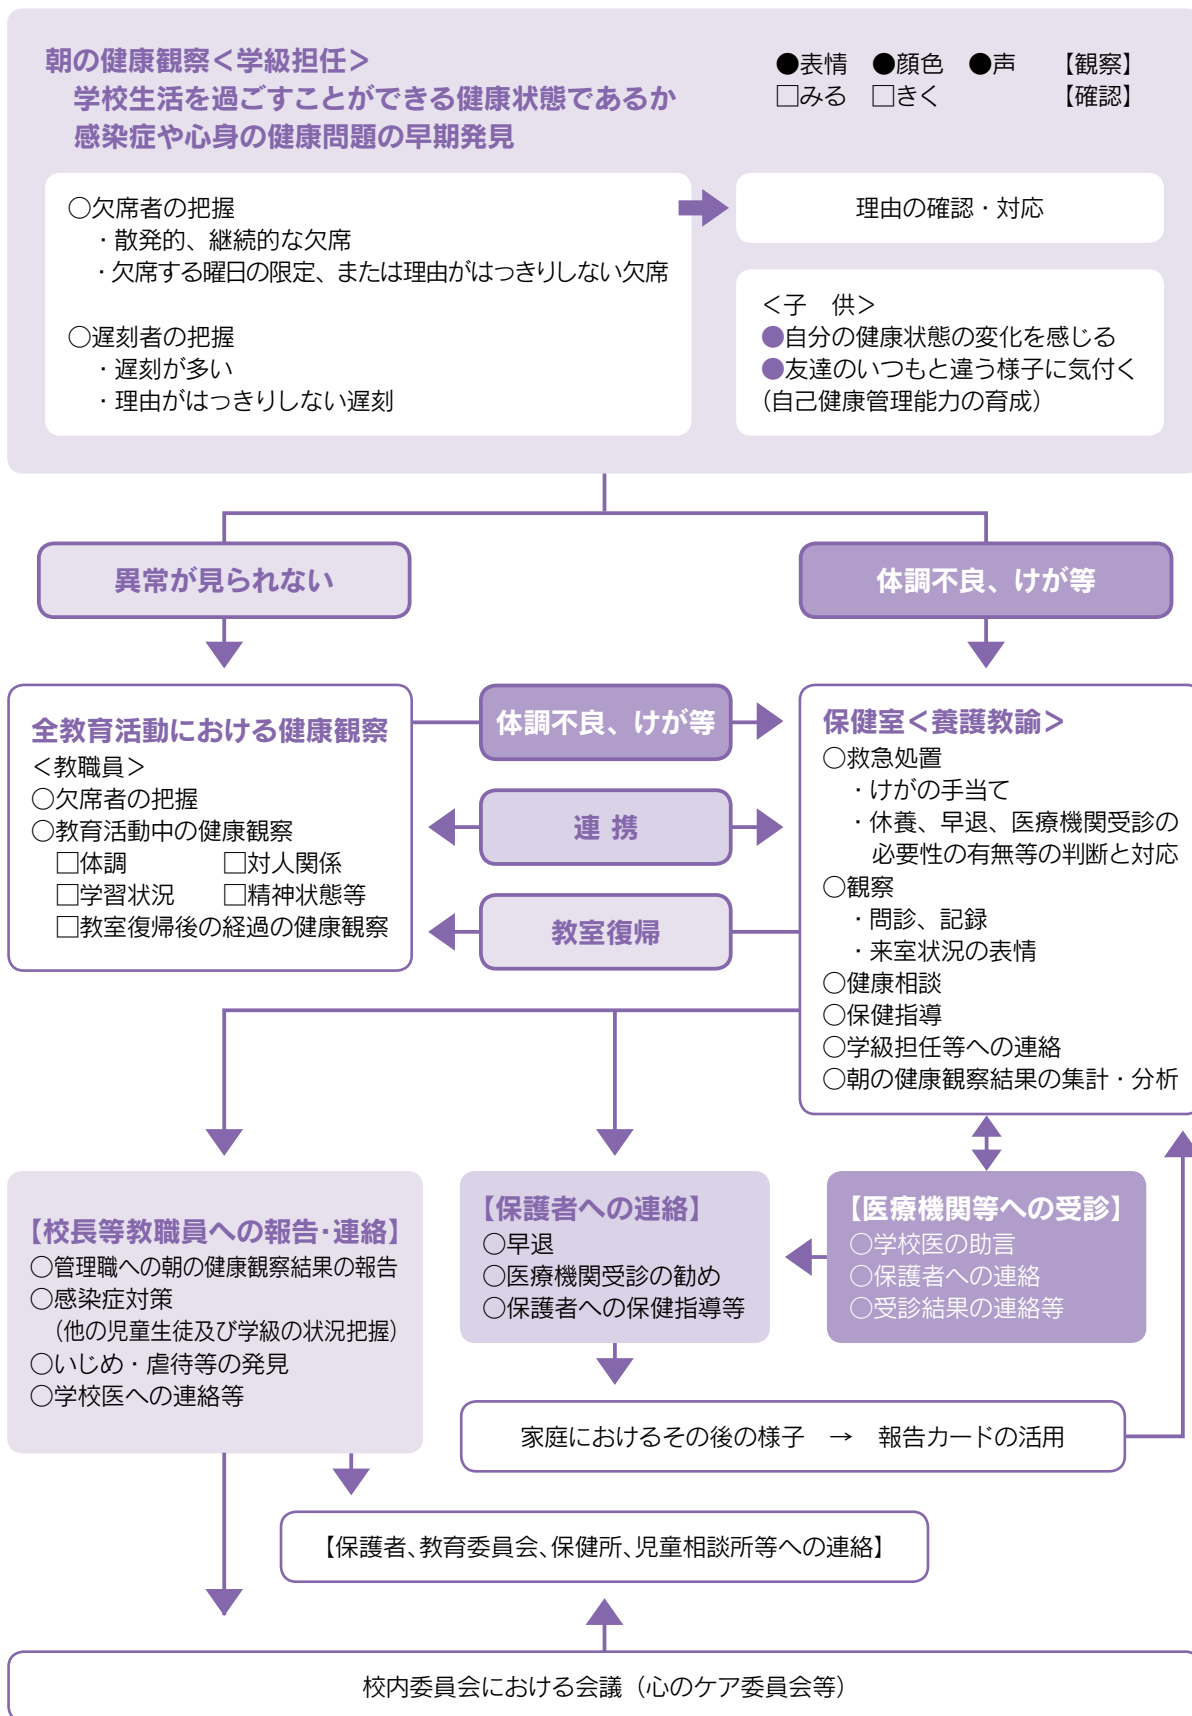 朝の健康観察＜学級担任＞
学校生活を過ごすことができる健康状態であるか
感染症や心身の健康問題の早期発見
●表情　●顔色　●声　【観察】
□みる　□きく　【確認】
○欠席者の把握
・散発的、継続的な欠席
・欠席する曜日の限定、または理由がはっきりしない欠席
○遅刻者の把握
・遅刻が多い
・理由がはっきりしない遅刻
理由の確認・対応
＜子　供＞
●自分の健康状態の変化を感じる
●友達のいつもと違う様子に気付く
（自己健康管理能力の育成）
異常が見られない
体調不良、けが等
全教育活動における健康観察
＜教職員＞
○欠席者の把握
○教育活動中の健康観察
□体調　□対人関係
□学習状況　□精神状態等
□教室復帰後の経過の健康観察
体調不良、けが等
連 携
教室復帰
保健室＜養護教諭＞
○救急処置
・けがの手当て
・休養、早退、医療機関受診の
必要性の有無等の判断と対応
○観察
・問診、記録
・来室状況の表情
○健康相談
○保健指導
○学級担任等への連絡
○朝の健康観察結果の集計・分析
【校長等教職員への報告・連絡】
○管理職への朝の健康観察結果の報告
○感染症対策
（他の児童生徒及び学級の状況把握）
○いじめ・虐待等の発見
○学校医への連絡等
【保護者への連絡】
○早退
○医療機関受診の勧め
○保護者への保健指導等
【医療機関等への受診】
○学校医の助言
○保護者への連絡
○受診結果の連絡等
家庭におけるその後の様子　→　報告カードの活用
【保護者、教育委員会、保健所、児童相談所等への連絡】
校内委員会における会議（心のケア委員会等）